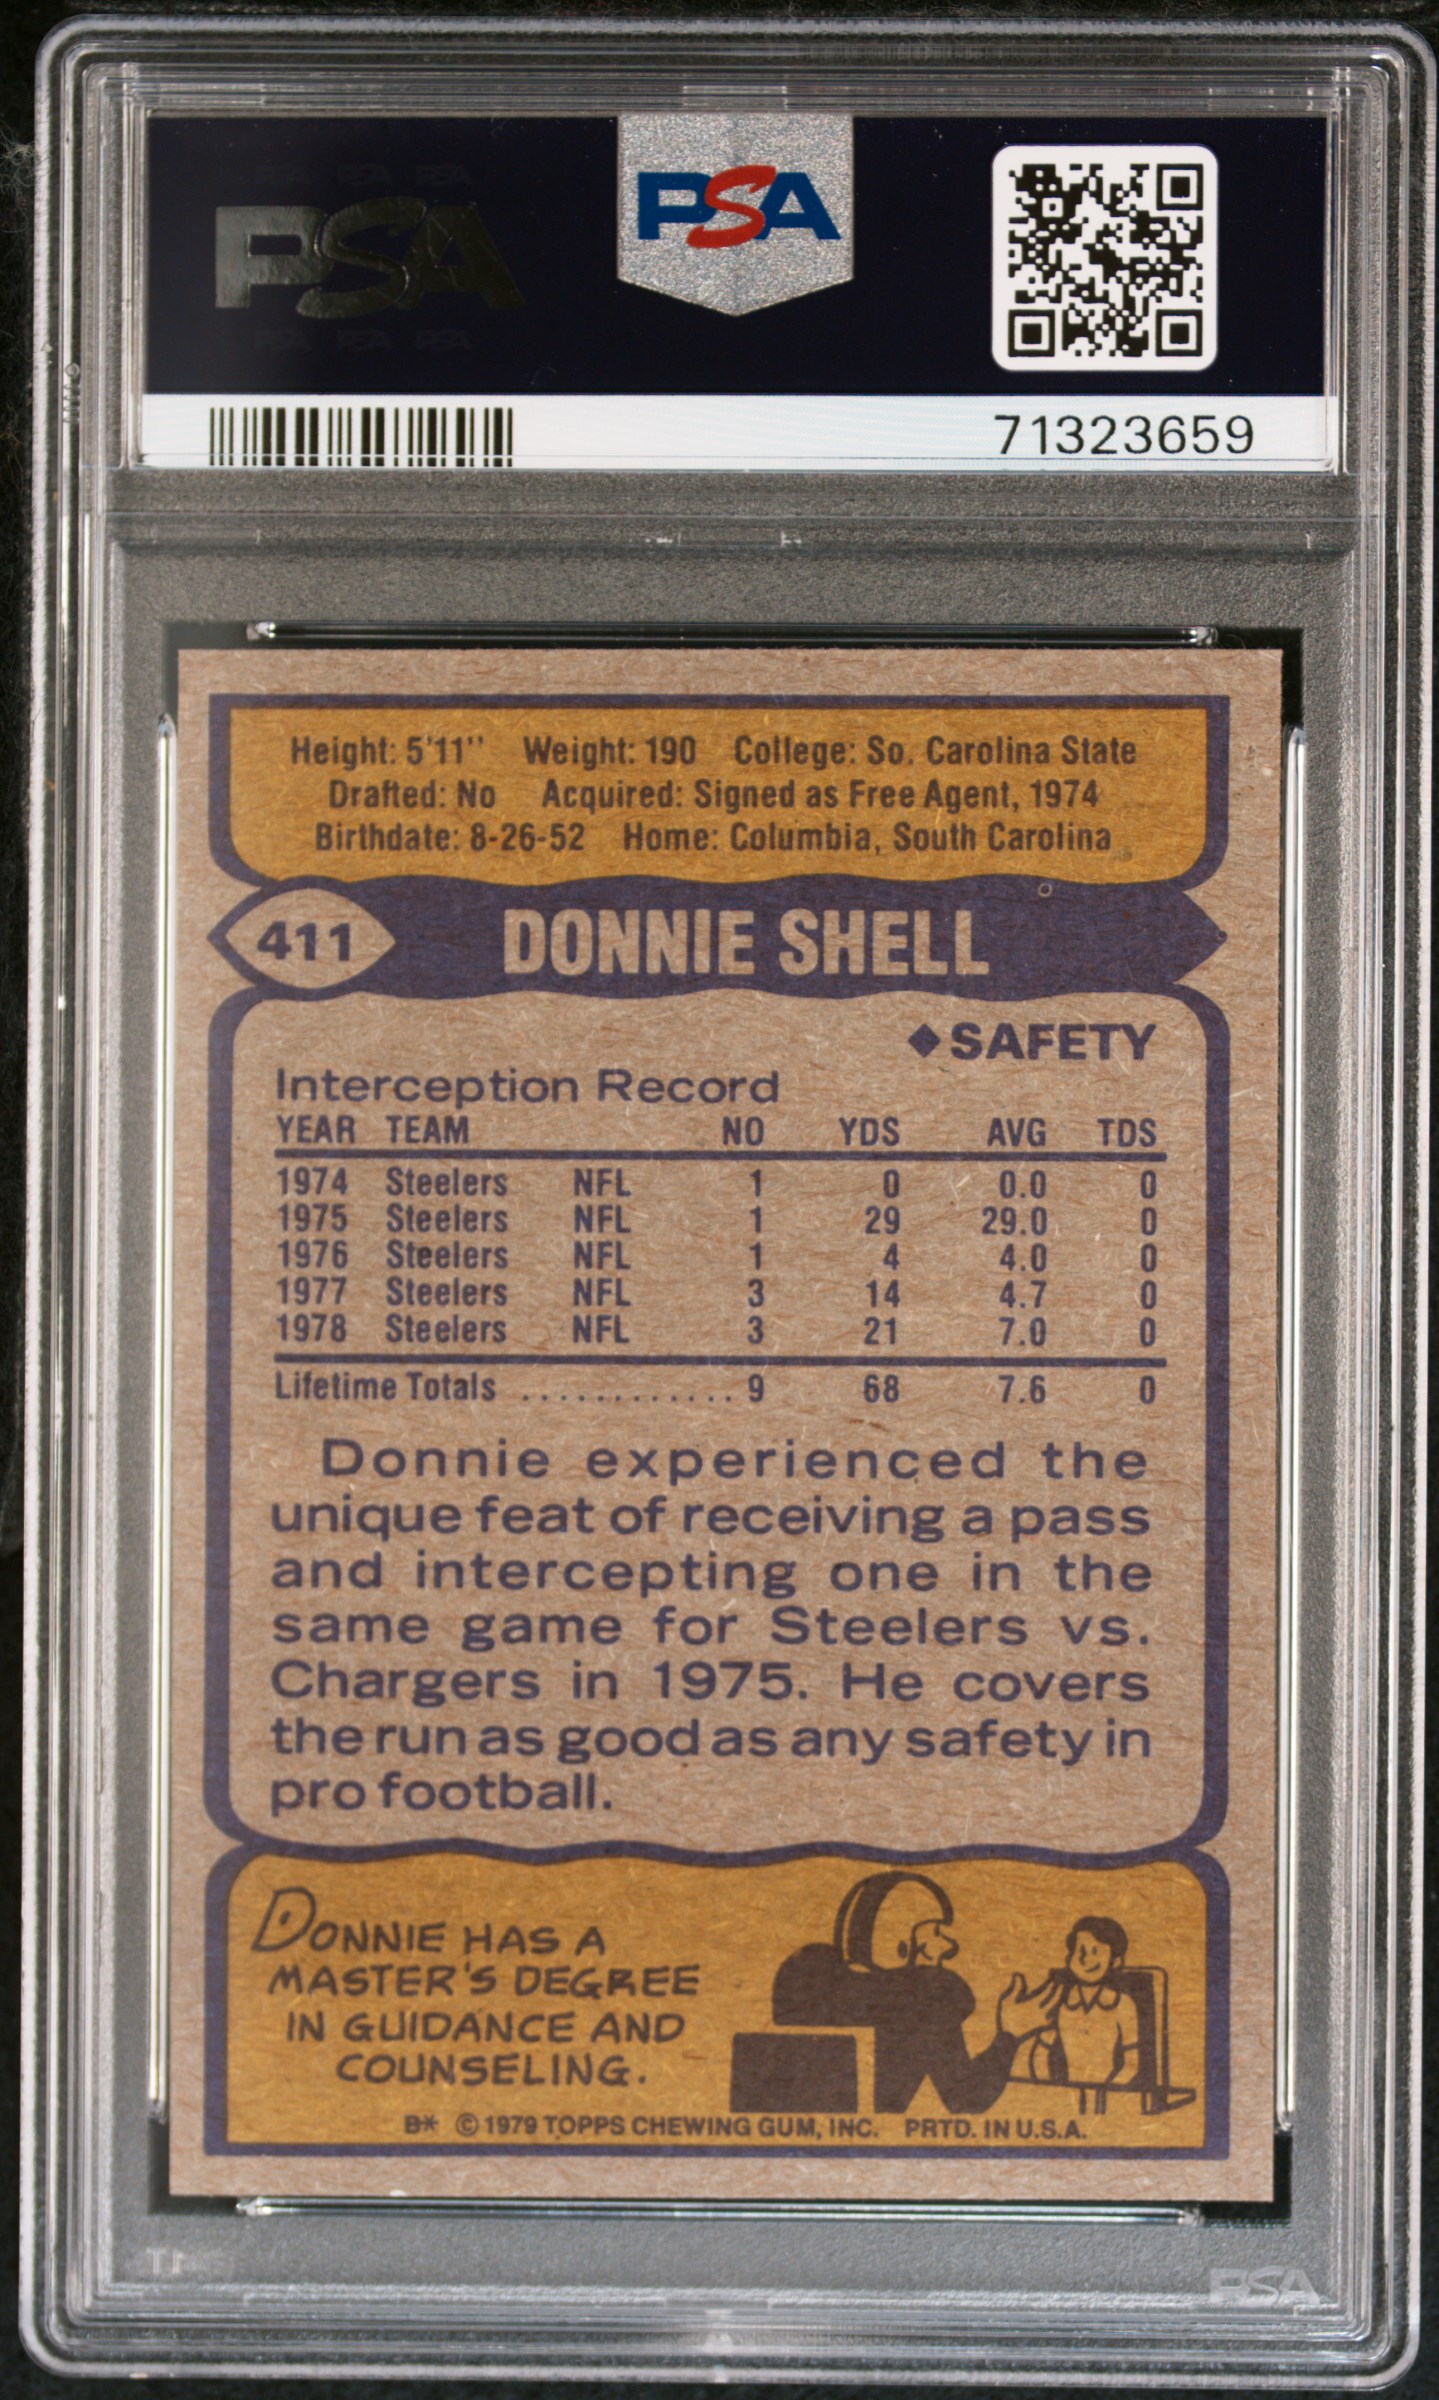 PSA
PSA
71323659
Height: 5'11" Weight: 190 College: So. Carolina State
Drafted: No Acquired: Signed as Free Agent, 1974
Birthdate: 8-26-52 Home: Columbia, South Carolina
411 DONNIE SHELL
◆SAFETY
Interception Record
YEAR TEAM NO YDS AVG TDS
1974 Steelers NFL 1 0 0.0 0
1975 Steelers NFL 1 29 29.0 0
1976 Steelers NFL 1 4 4.0 0
1977 Steelers NFL 3 14 4.7 0
1978 Steelers NFL 3 21 7.0 0
Lifetime Totals ............ 9 68 7.6 0
Donnie experienced the
unique feat of receiving a pass
and intercepting one in the
same game for Steelers vs.
Chargers in 1975. He covers
the run as good as any safety in
pro football.
DONNIE HAS A
MASTER'S DEGREE
IN GUIDANCE AND
COUNSELING.
B* © 1979 TOPPS CHEWING GUM, INC. PRTD. IN U.S.A.
PSA